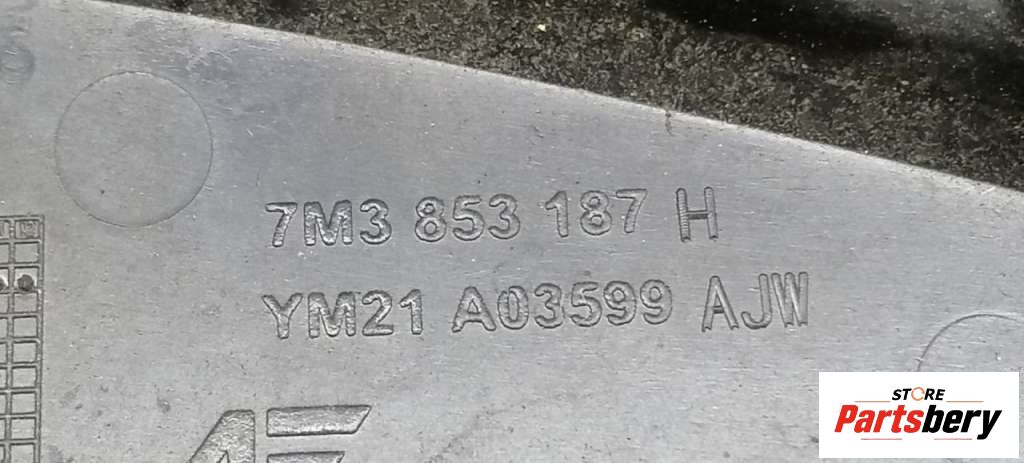 7M3 853 187 H
YM21 A03599 AJW
STORE
Partsbery